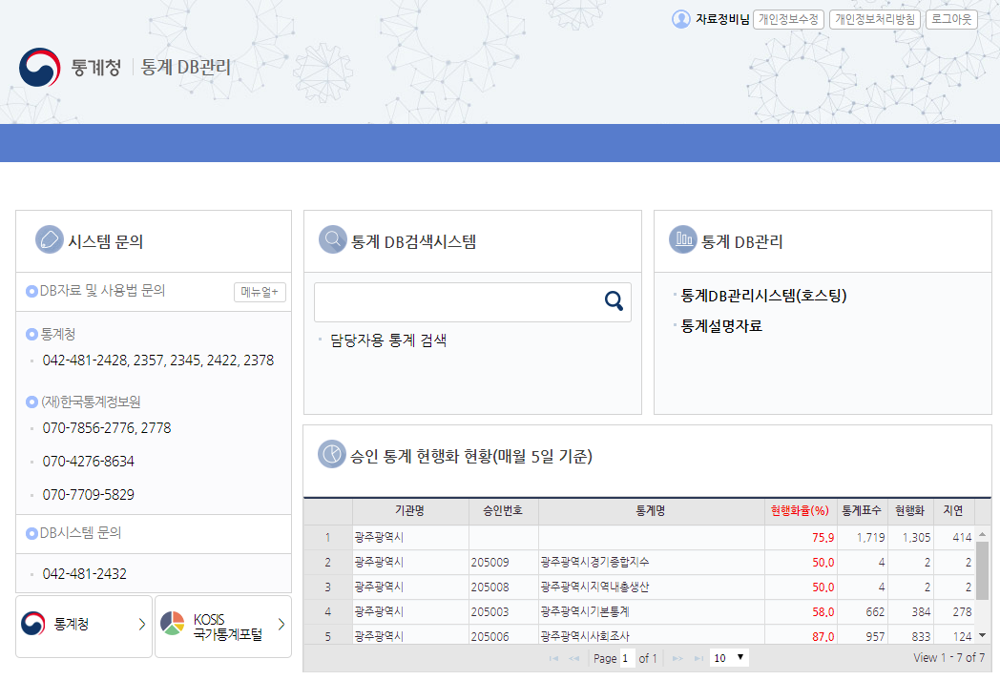 자료정비님 개인정보수정 개인정보처리방침 로그아웃
통계청 통계 DB관리
시스템 문의
DB자료 및 사용법 문의 메뉴얼+
통계청
042-481-2428, 2357, 2345, 2422, 2378
(재)한국통계정보원
070-7856-2776, 2778
070-4276-8634
070-7709-5829
DB시스템 문의
042-481-2432
통계청
KOSIS
국가통계포털
통계 DB검색시스템
담당자용 통계 검색
통계 DB관리
통계DB관리시스템(호스팅)
통계설명자료
승인 통계 현행화 현황(매월 5일 기준)
기관명 승인번호 통계명 현행화율(%) 통계표수 현행화 지연
1 광주광역시 75.9 1,719 1,305 414
2 광주광역시 205009 광주광역시경기종합지수 50.0 4 2 2
3 광주광역시 205008 광주광역시지역내총생산 50.0 4 2 2
4 광주광역시 205003 광주광역시기본통계 58.0 662 384 278
5 광주광역시 205006 광주광역시사회조사 87.0 957 833 124
Page 1 of 1 10 View 1 - 7 of 7